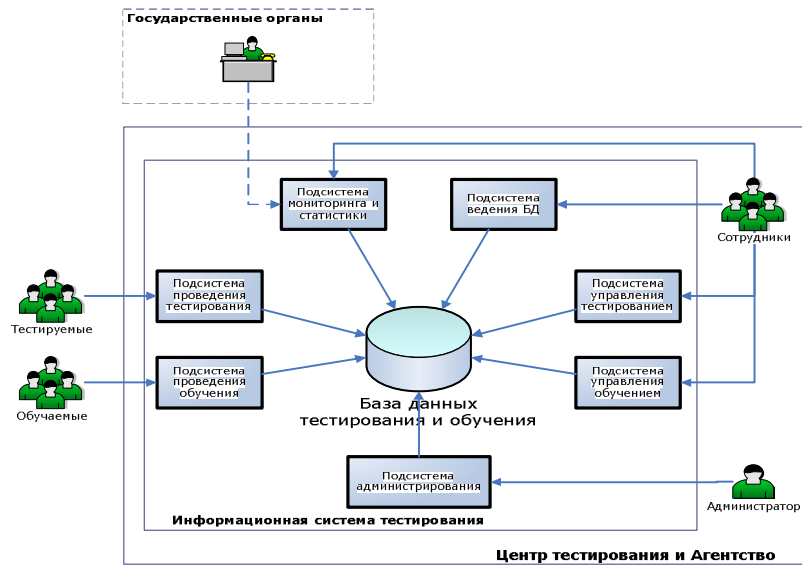 Государственные органы
Подсистема
мониторинга и
статистики
Подсистема
ведения БД
Сотрудники
Подсистема
проведения
тестирования
Тестируемые
Подсистема
управления
тестированием
Подсистема
проведения
обучения
Обучаемые
Подсистема
управления
обучением
База данных
тестирования и обучения
Подсистема
администрирования
Администратор
Информационная система тестирования
Центр тестирования и Агентство